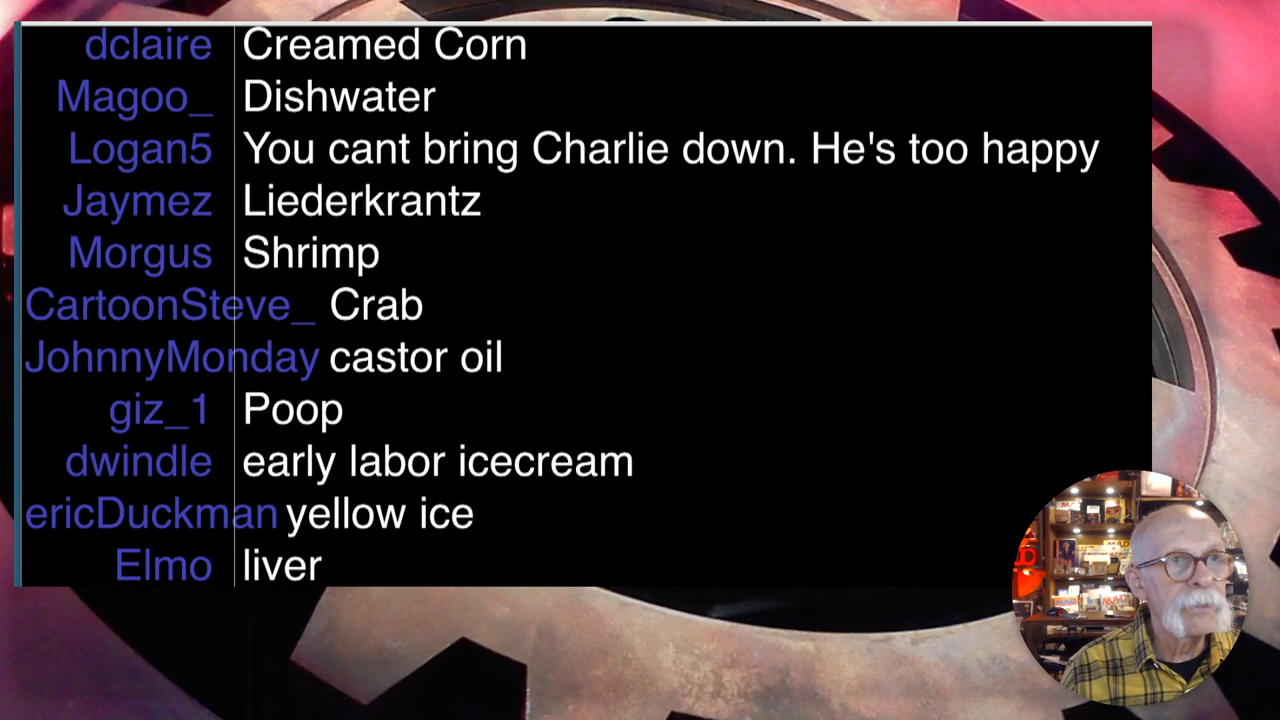 dclaire Creamed Corn
Magoo_ Dishwater
Logan5 You cant bring Charlie down. He's too happy
Jaymez Liederkrantz
Morgus Shrimp
CartoonSteve_ Crab
JohnnyMonday castor oil
giz_1 Poop
dwindle early labor icecream
ericDuckman yellow ice
Elmo liver